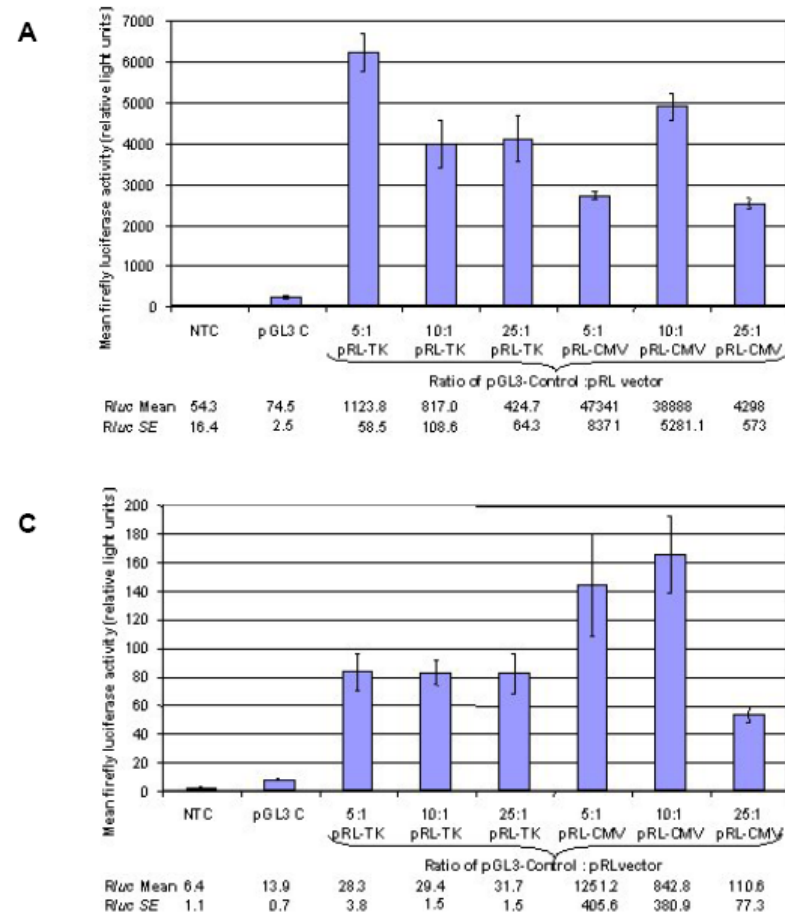 A
Mean firefly luciferase activity (relative light units)
7000
6000
5000
4000
3000
2000
1000
0
NTC pGL3 C 5:1 10:1 25:1 5:1 10:1 25:1
pRL-TK pRL-TK pRL-TK pRL-CMV pRL-CMV pRL-CMV
Ratio of pGL3-Control :pRL vector
Rluc Mean 54.3 74.5 1123.8 817.0 424.7 47341 38888 4298
Rluc SE 16.4 2.5 58.5 108.6 64.3 8371 5281.1 573
C
Mean firefly luciferase activity (relative light units)
200
180
160
140
120
100
80
60
40
20
0
NTC pGL3 C 5:1 10:1 25:1 5:1 10:1 25:1
pRL-TK pRL-TK pRL-TK pRL-CMV pRL-CMV pRL-CMV
Ratio of pGL3-Control : pRLvector
Rluc Mean 6.4 13.9 28.3 29.4 31.7 1251.2 842.8 110.6
Rluc SE 1.1 0.7 3.8 1.5 1.5 405.6 380.9 77.3